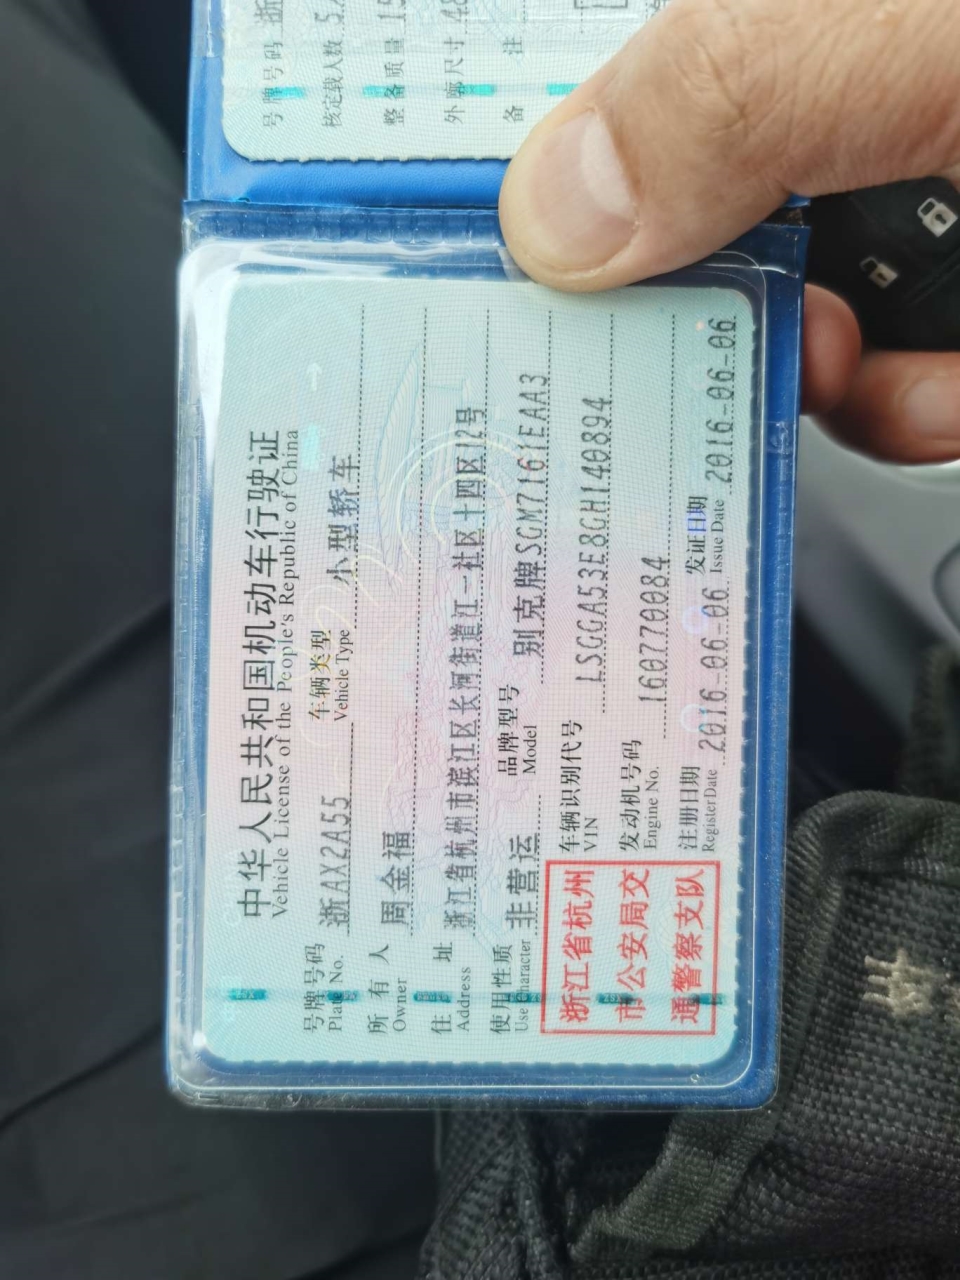 号牌号码 浙
核定载人数 5
整备质量 15
外廓尺寸 48
备 注
中华人民共和国机动车行驶证
Vehicle License of the People's Republic of China
号牌号码 浙AX2A55 车辆类型 小型轿车
Plate No. Vehicle Type
所有人 周金福
Owner
住址 浙江省杭州市滨江区长河街道江一社区十四区12号
Address
使用性质 非营运 品牌型号 别克牌SGM7161EAA3
Use Character Model
浙江省杭州
市公安局交
通警察支队
车辆识别代号 LSGGA53E8GH140894
VIN
发动机号码 160770084
Engine No.
注册日期 2016-06-06 发证日期 2016-06-06
Register Date Issue Date